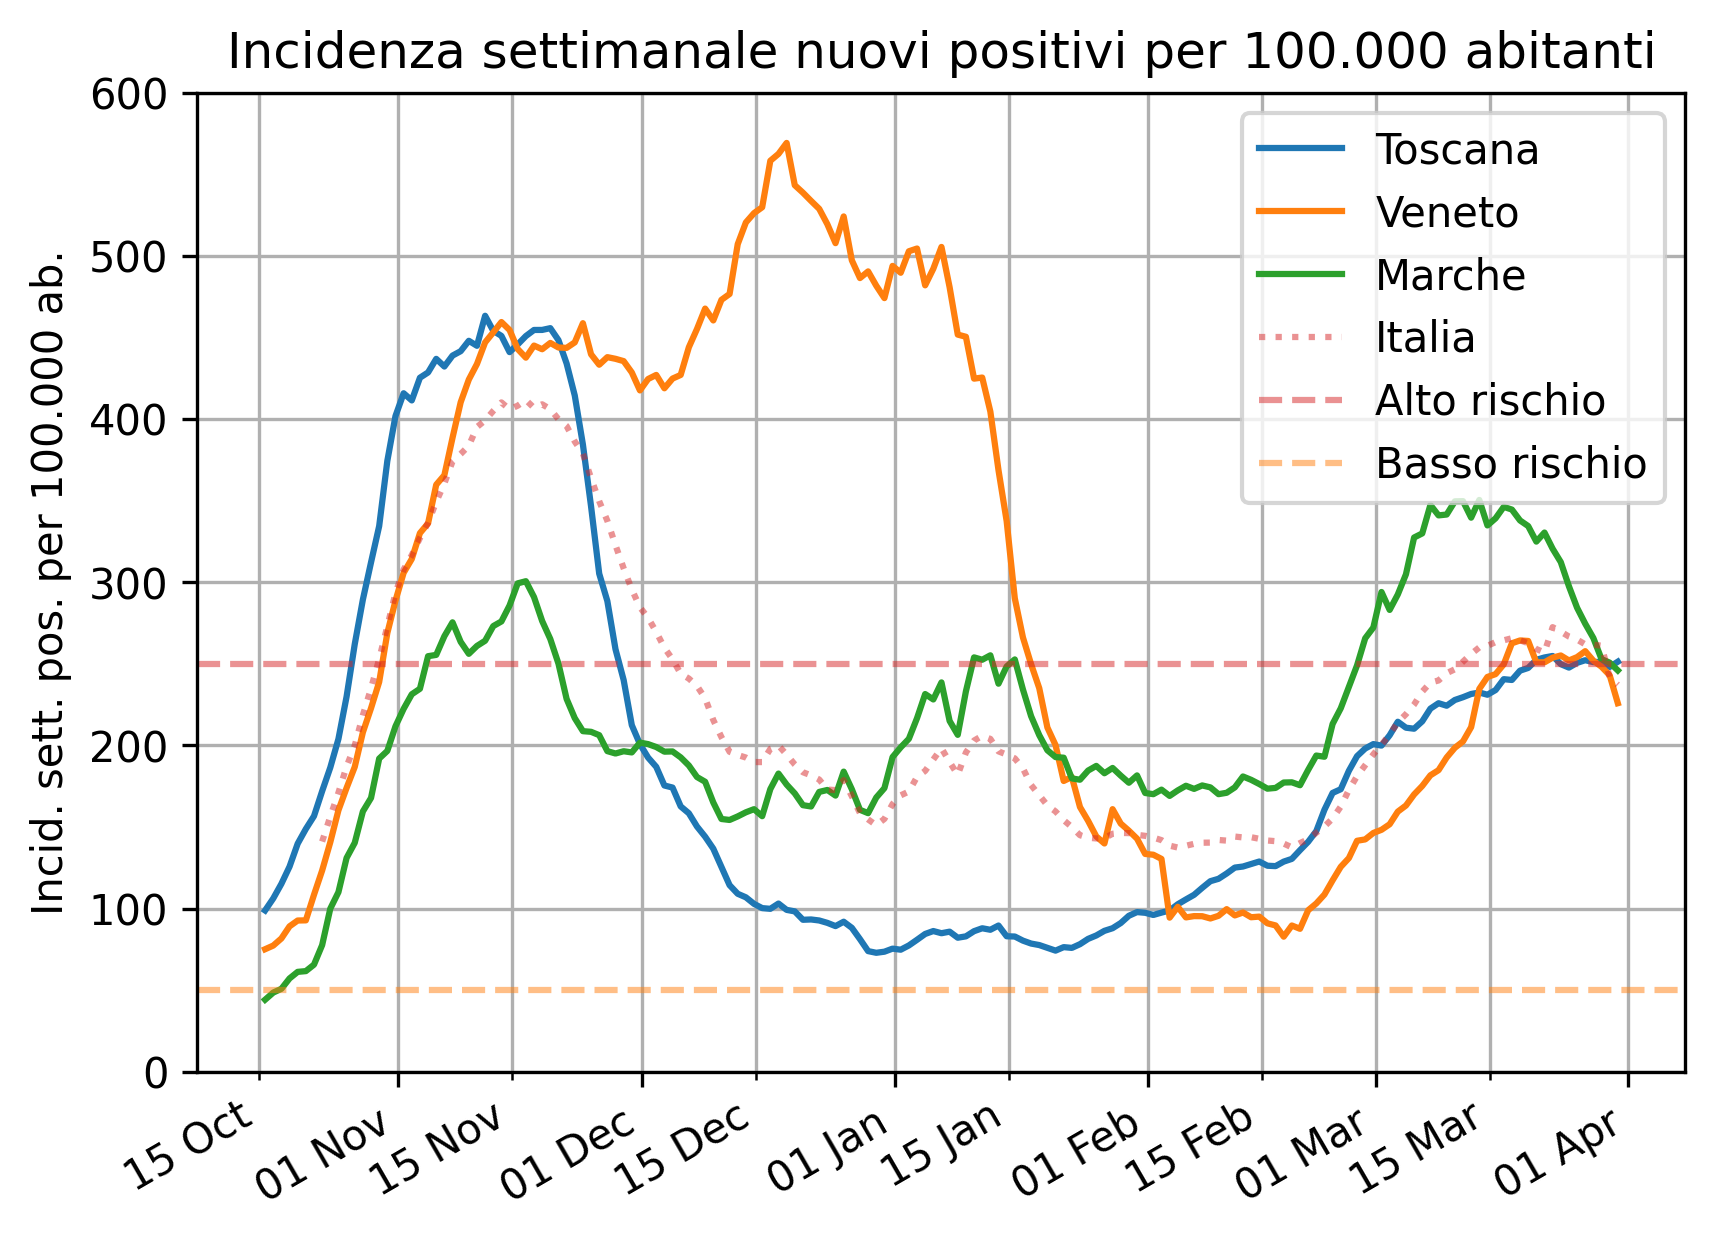 Incidenza settimanale nuovi positivi per 100.000 abitanti
Incid. sett. pos. per 100.000 ab.
600
500
400
300
200
100
0
Toscana
Veneto
Marche
Italia
Alto rischio
Basso rischio
15 Oct
01 Nov
15 Nov
01 Dec
15 Dec
01 Jan
15 Jan
01 Feb
15 Feb
01 Mar
15 Mar
01 Apr